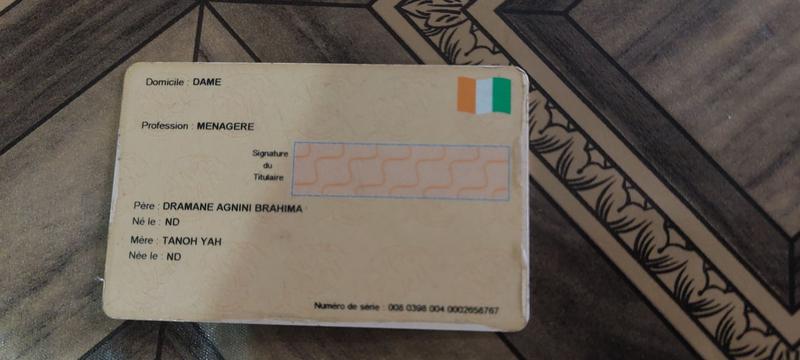 Domicile : DAME
Profession : MENAGERE
Signature
du
Titulaire
Père : DRAMANE AGNINI BRAHIMA
Né le : ND
Mère : TANOH YAH
Née le : ND
Numéro de série : 008 0398 004 0002656767